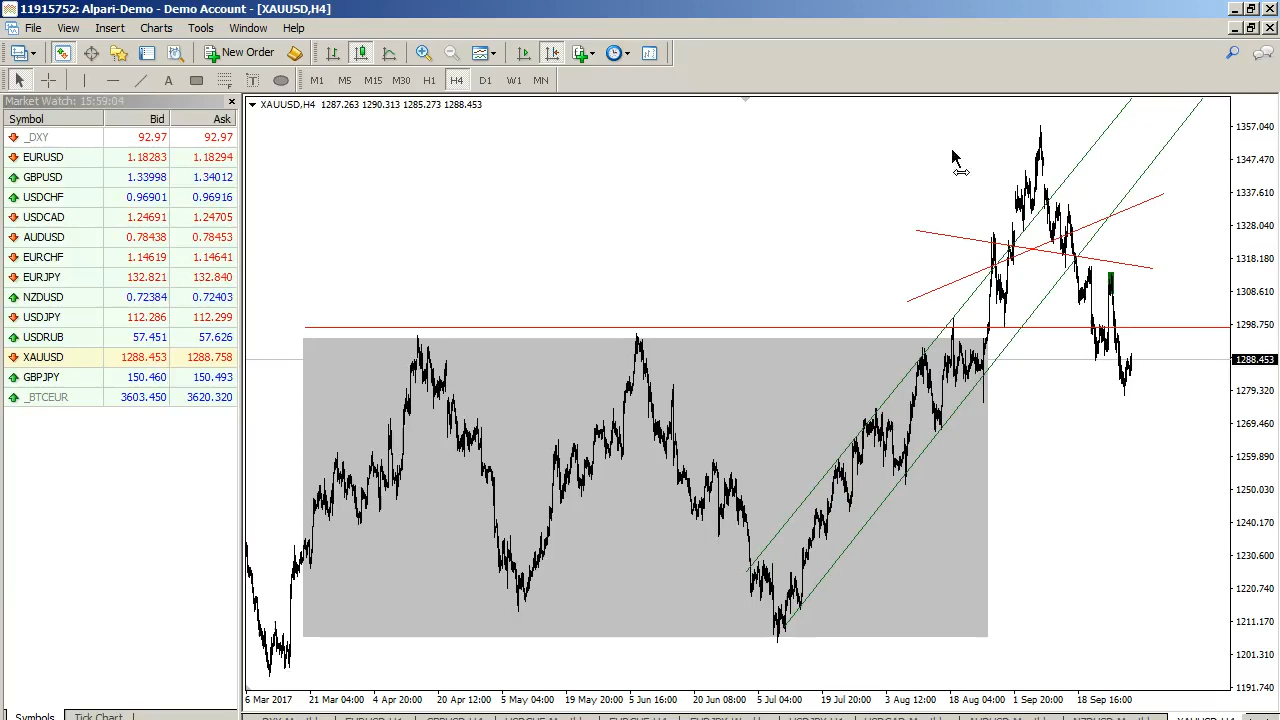 11915752: Alpari-Demo - Demo Account - [XAUUSD,H4]
File View Insert Charts Tools Window Help
New Order
A T M1 M5 M15 M30 H1 H4 D1 W1 MN
Market Watch: 15:59:04
Symbol Bid Ask
_DXY 92.97 92.97
EURUSD 1.18283 1.18294
GBPUSD 1.33998 1.34012
USDCHF 0.96901 0.96916
USDCAD 1.24691 1.24705
AUDUSD 0.78438 0.78453
EURCHF 1.14619 1.14641
EURJPY 132.821 132.840
NZDUSD 0.72384 0.72403
USDJPY 112.286 112.299
USDRUB 57.451 57.626
XAUUSD 1288.453 1288.758
GBPJPY 150.460 150.493
_BTCEUR 3603.450 3620.320
Symbols Tick Chart
XAUUSD,H4 1287.263 1290.313 1285.273 1288.453
1357.040
1347.470
1337.610
1328.040
1318.180
1308.610
1298.750
1288.453
1279.320
1269.460
1259.890
1250.030
1240.170
1230.600
1220.740
1211.170
1201.310
1191.740
6 Mar 2017 21 Mar 04:00 4 Apr 20:00 20 Apr 12:00 5 May 04:00 19 May 20:00 5 Jun 16:00 20 Jun 08:00 5 Jul 04:00 19 Jul 20:00 3 Aug 12:00 18 Aug 04:00 1 Sep 20:00 18 Sep 16:00